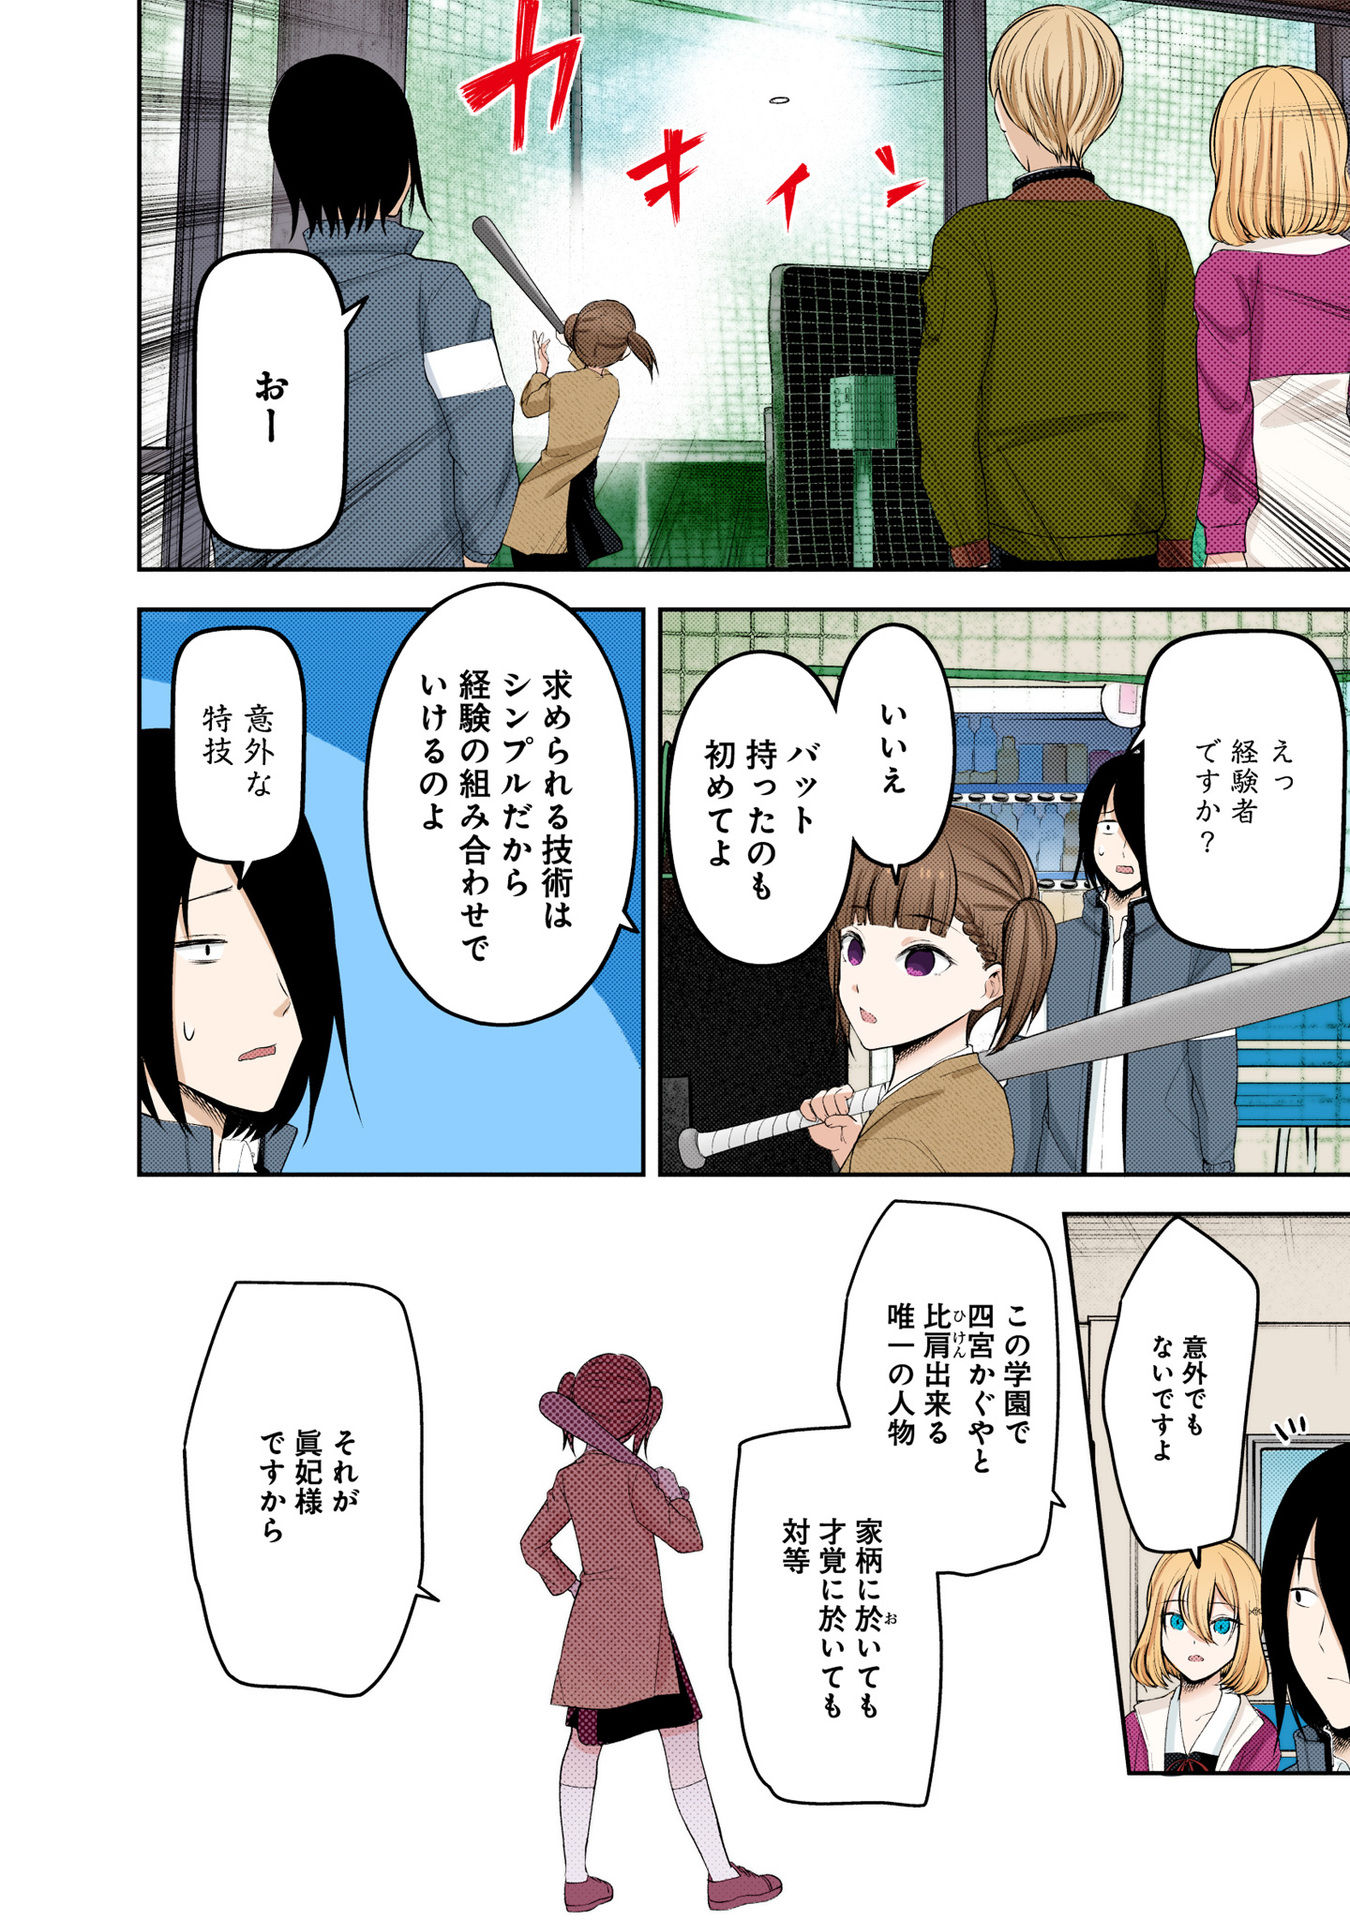 カキィン
おー
えっ
経験者
ですか？
いいえ
バット
持ったのも
初めてよ
求められる技術は
シンプルだから
経験の組み合わせで
いけるのよ
意外な
特技
意外でも
ないですよ
この学園で
四宮かぐやと
比肩出来る
ひけん
唯一の人物
家柄に於いても
お
才覚に於いても
対等
それが
眞妃様
ですから